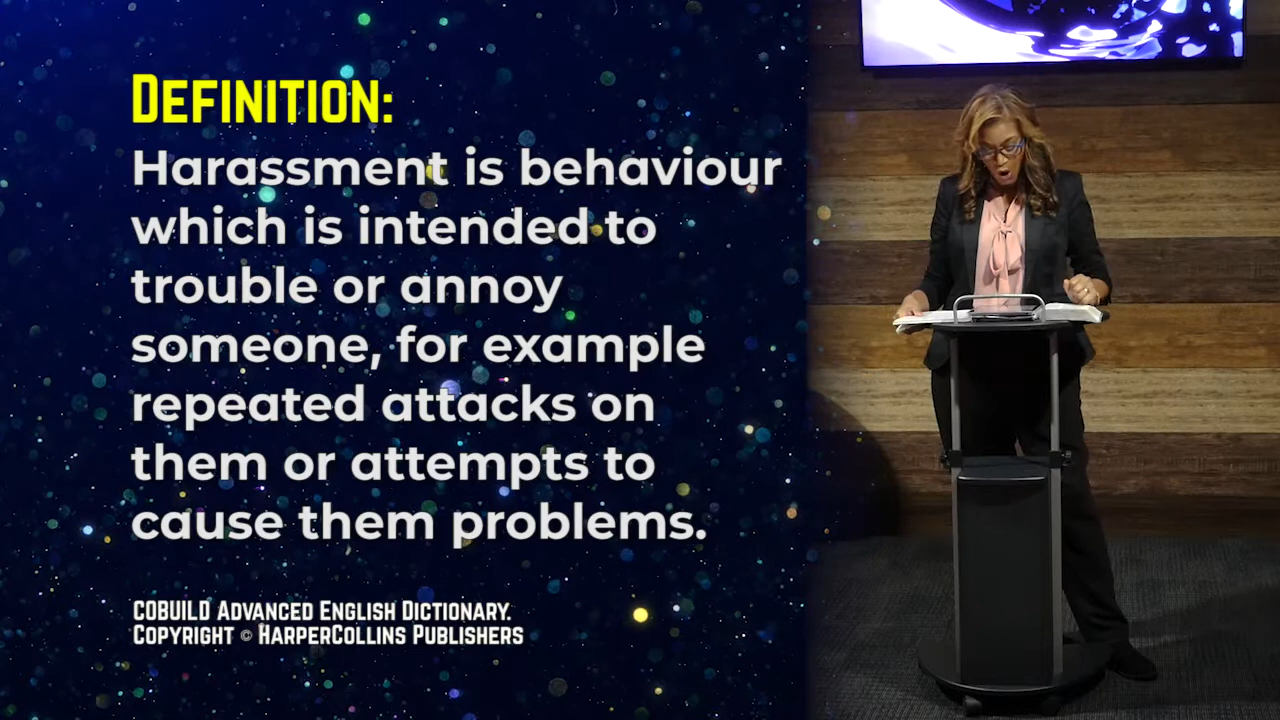 Definition:
Harassment is behaviour
which is intended to
trouble or annoy
someone, for example
repeated attacks on
them or attempts to
cause them problems.
COBUILD Advanced English Dictionary.
Copyright © HarperCollins Publishers